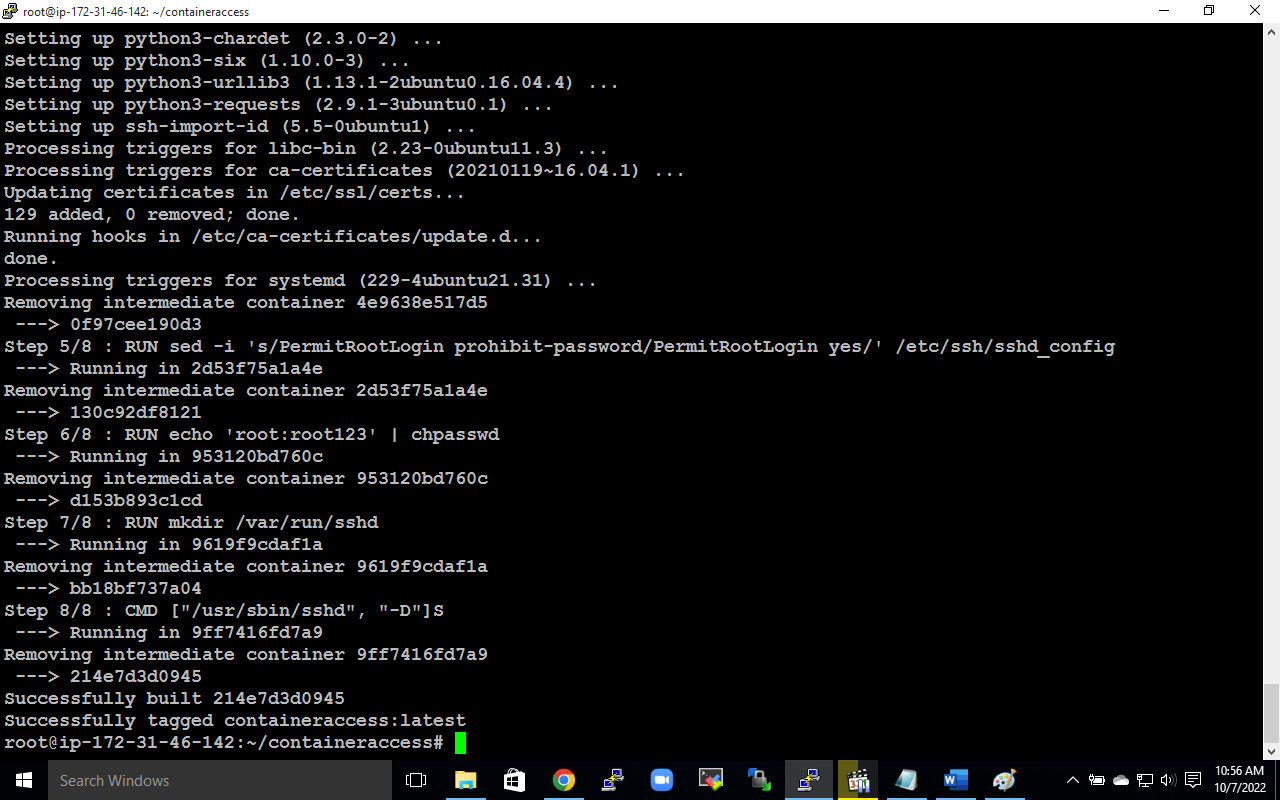 root@ip-172-31-46-142: ~/containeraccess
Setting up python3-chardet (2.3.0-2) ...
Setting up python3-six (1.10.0-3) ...
Setting up python3-urllib3 (1.13.1-2ubuntu0.16.04.4) ...
Setting up python3-requests (2.9.1-3ubuntu0.1) ...
Setting up ssh-import-id (5.5-0ubuntu1) ...
Processing triggers for libc-bin (2.23-0ubuntu11.3) ...
Processing triggers for ca-certificates (20210119~16.04.1) ...
Updating certificates in /etc/ssl/certs...
129 added, 0 removed; done.
Running hooks in /etc/ca-certificates/update.d...
done.
Processing triggers for systemd (229-4ubuntu21.31) ...
Removing intermediate container 4e9638e517d5
 ---> 0f97cee190d3
Step 5/8 : RUN sed -i 's/PermitRootLogin prohibit-password/PermitRootLogin yes/' /etc/ssh/sshd_config
 ---> Running in 2d53f75a1a4e
Removing intermediate container 2d53f75a1a4e
 ---> 130c92df8121
Step 6/8 : RUN echo 'root:root123' | chpasswd
 ---> Running in 953120bd760c
Removing intermediate container 953120bd760c
 ---> d153b893c1cd
Step 7/8 : RUN mkdir /var/run/sshd
 ---> Running in 9619f9cdaf1a
Removing intermediate container 9619f9cdaf1a
 ---> bb18bf737a04
Step 8/8 : CMD ["/usr/sbin/sshd", "-D"]S
 ---> Running in 9ff7416fd7a9
Removing intermediate container 9ff7416fd7a9
 ---> 214e7d3d0945
Successfully built 214e7d3d0945
Successfully tagged containeraccess:latest
root@ip-172-31-46-142:~/containeraccess#
Search Windows
10:56 AM
10/7/2022